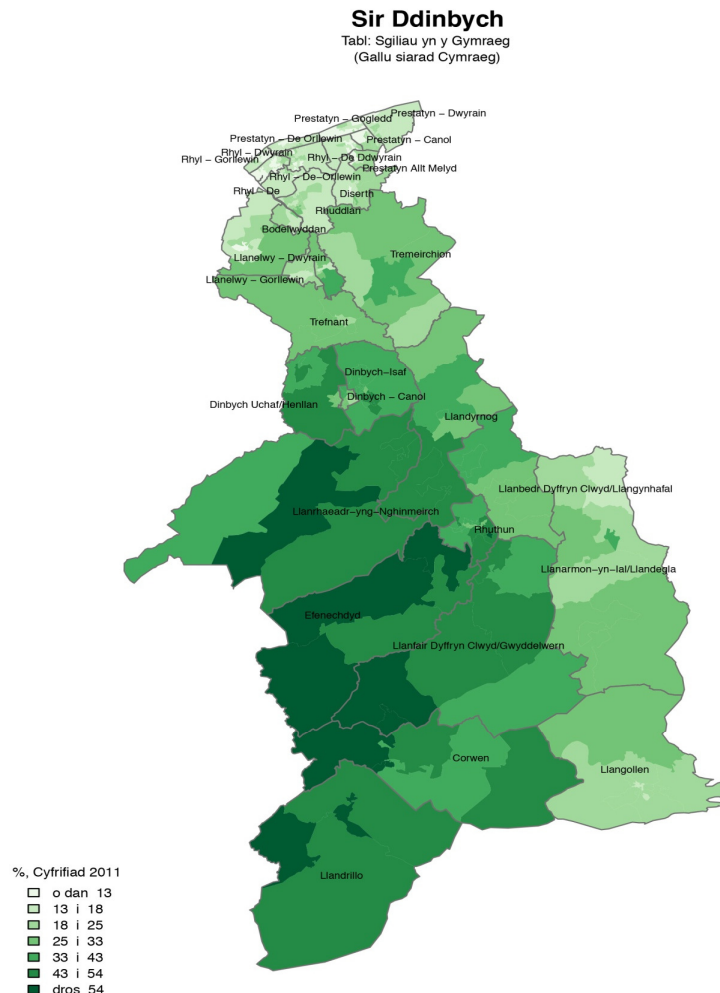 Sir Ddinbych
Tabl: Sgiliau yn y Gymraeg
(Gallu siarad Cymraeg)
Prestatyn - Dwyrain
Prestatyn - Gogledd
Prestatyn - De Orllewin
Prestatyn - Canol
Rhyl - Dwyrain
Rhyl - Gorllewin
Rhyl - De Ddwyrain
Prestatyn Allt Melyd
Rhyl - De-Orllewin
Rhyl - De
Diserth
Rhuddlan
Bodelwyddan
Tremeirchion
Llanelwy - Dwyrain
Llanelwy - Gorllewin
Trefnant
Dinbych-Isaf
Dinbych - Canol
Dinbych Uchaf/Henllan
Llandyrnog
Llanbedr Dyffryn Clwyd/Llangynhafal
Llanrhaeadr-yng-Nghinmeirch
Rhuthun
Llanarmon-yn-Ial/Llandegla
Efenechdyd
Llanfair Dyffryn Clwyd/Gwyddelwern
Corwen
Llangollen
Llandrillo
%, Cyfrifiad 2011
o dan 13
13 i 18
18 i 25
25 i 33
33 i 43
43 i 54
dros 54